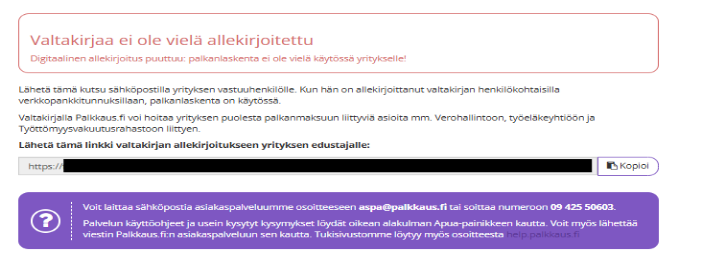 Valtakirjaa ei ole vielä allekirjoitettu
Digitaalinen allekirjoitus puuttuu: palkanlaskenta ei ole vielä käytössä yritykselle!
Lähetä tämä kutsu sähköpostilla yrityksen vastuuhenkilölle. Kun hän on allekirjoittanut valtakirjan henkilökohtaisilla
verkkopankkitunnuksillaan, palkanlaskenta on käytössä.
Valtakirjalla Palkkaus.fi voi hoitaa yrityksen puolesta palkanmaksuun liittyviä asioita mm. Verohallintoon, työeläkeyhtiöön ja
Työttömyysvakuutusrahastoon liittyen.
Lähetä tämä linkki valtakirjan allekirjoitukseen yrityksen edustajalle:
https://
Kopioi
Voit laittaa sähköpostia asiakaspalveluumme osoitteeseen aspa@palkkaus.fi tai soittaa numeroon 09 425 50603.
Palvelun käyttöohjeet ja usein kysytyt kysymykset löydät oikean alakulman Apua-painikkeen kautta. Voit myös lähettää
viestin Palkkaus.fi:n asiakaspalveluun sen kautta. Tukisivustomme löytyy myös osoitteesta help.palkkaus.fi